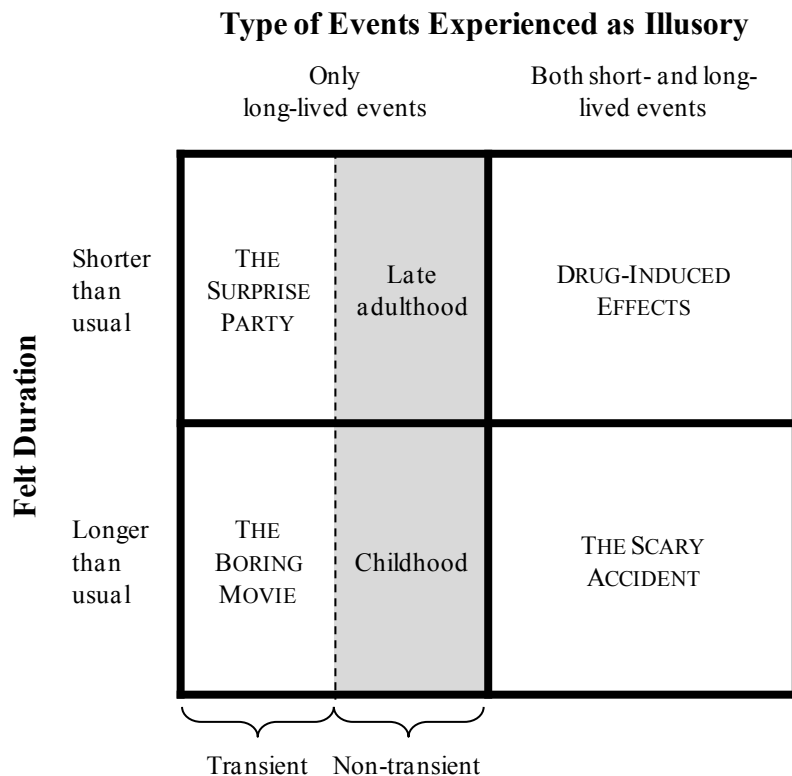 Type of Events Experienced as Illusory
Only
long-lived events
Both short- and long-
lived events
Felt Duration
Shorter
than
usual
THE
SURPRISE
PARTY
Late
adulthood
DRUG-INDUCED
EFFECTS
Longer
than
usual
THE
BORING
MOVIE
Childhood
THE SCARY
ACCIDENT
Transient
Non-transient